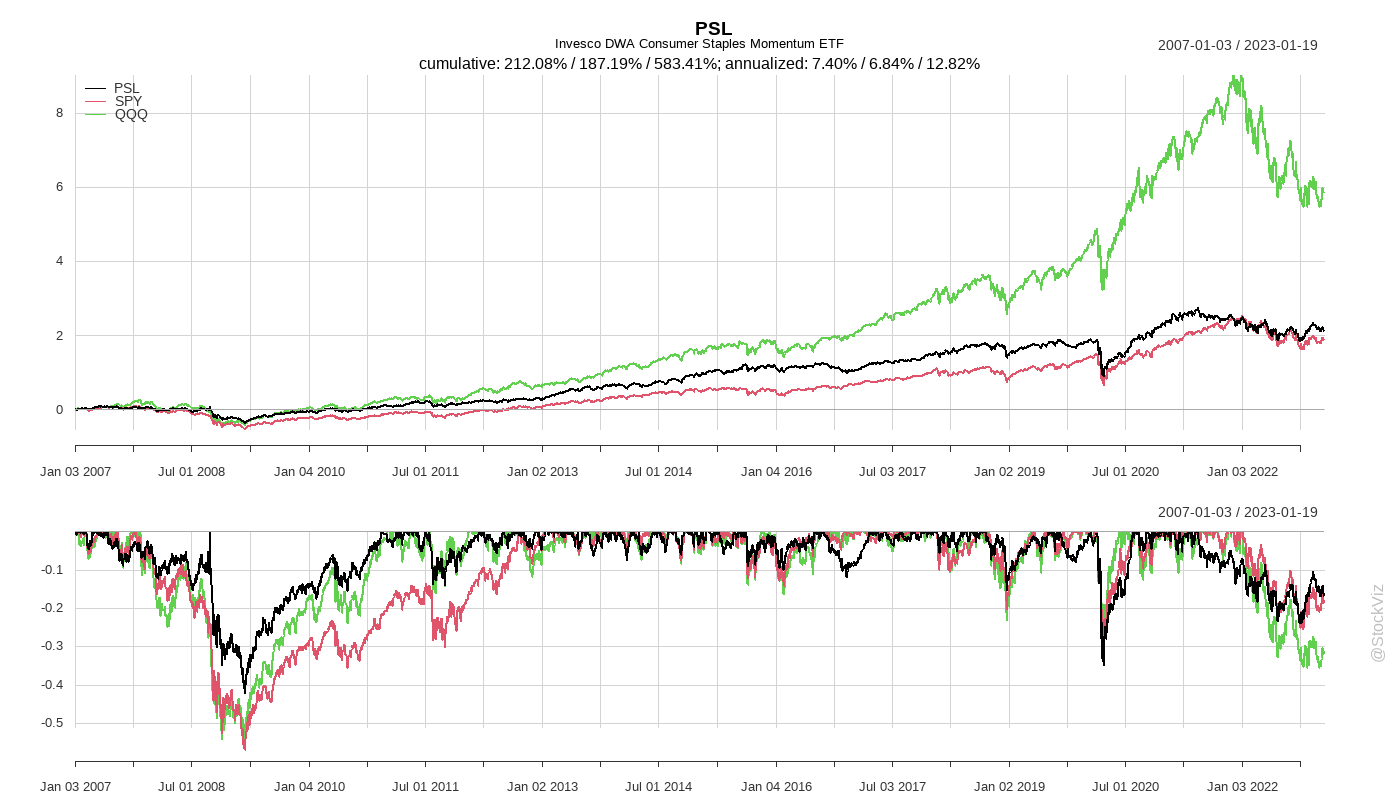 PSL
Invesco DWA Consumer Staples Momentum ETF
2007-01-03 / 2023-01-19
cumulative: 212.08% / 187.19% / 583.41%; annualized: 7.40% / 6.84% / 12.82%
PSL
SPY
QQQ
8
6
4
2
0
Jan 03 2007 Jul 01 2008 Jan 04 2010 Jul 01 2011 Jan 02 2013 Jul 01 2014 Jan 04 2016 Jul 03 2017 Jan 02 2019 Jul 01 2020 Jan 03 2022
2007-01-03 / 2023-01-19
-0.1
-0.2
-0.3
-0.4
-0.5
Jan 03 2007 Jul 01 2008 Jan 04 2010 Jul 01 2011 Jan 02 2013 Jul 01 2014 Jan 04 2016 Jul 03 2017 Jan 02 2019 Jul 01 2020 Jan 03 2022
@StockViz